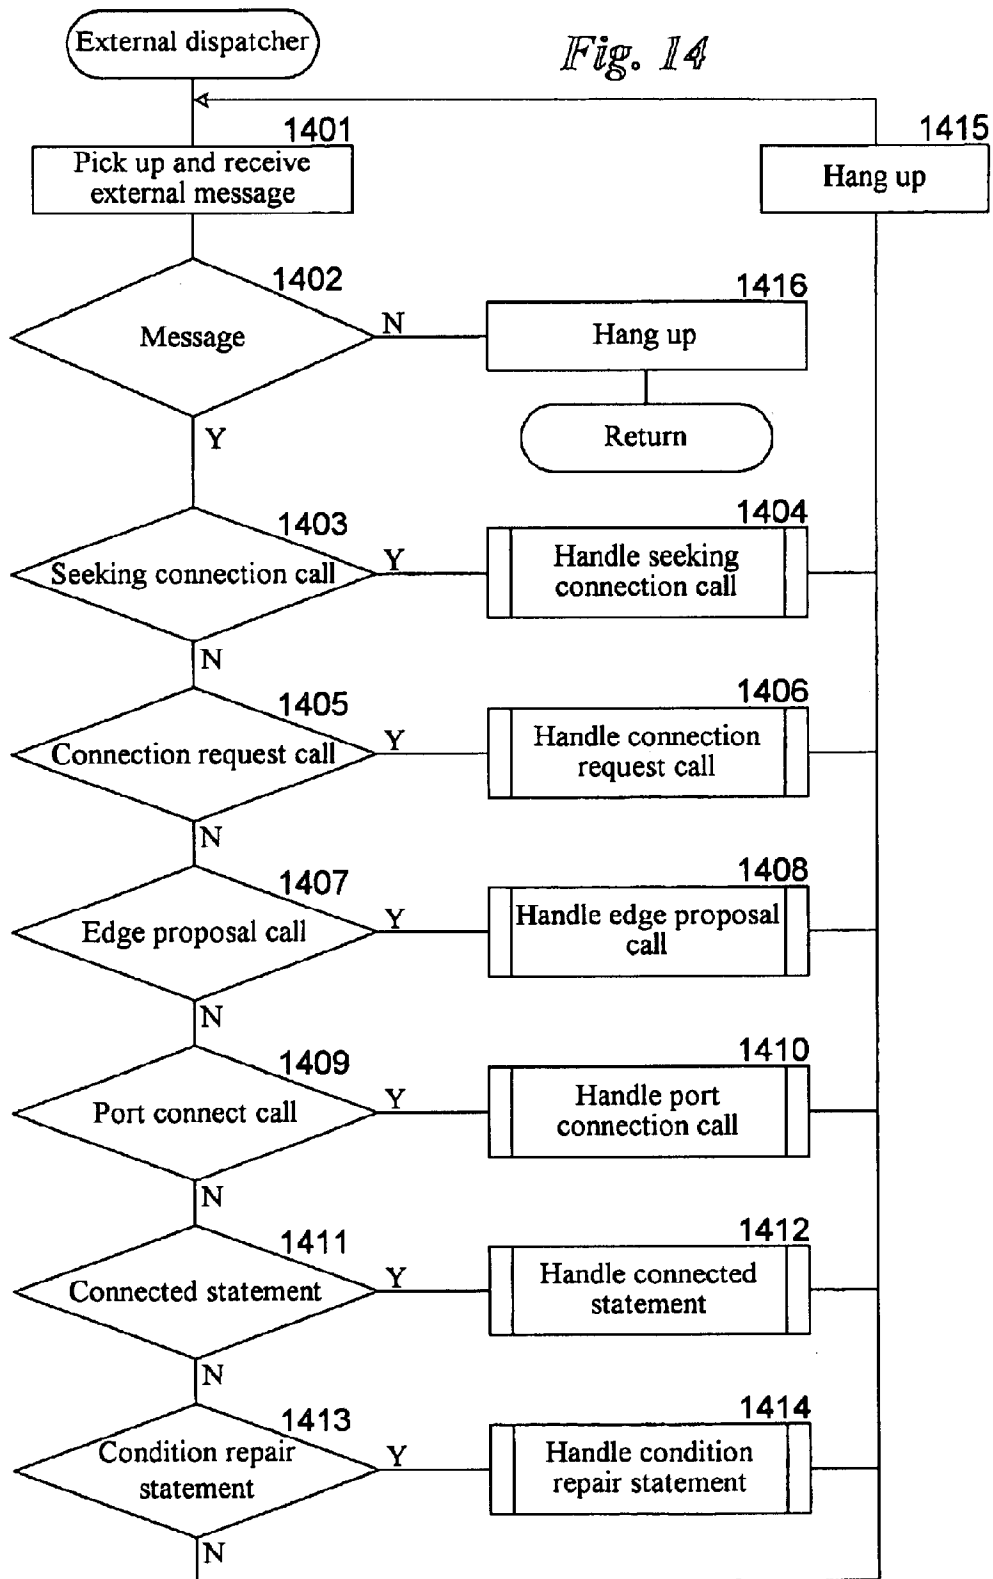 External dispatcher
Fig. 14
1401
Pick up and receive
external message
1415
Hang up
1402
Message
N
1416
Hang up
Y
Return
1403
Seeking connection call
Y
1404
Handle seeking
connection call
N
1405
Connection request call
Y
1406
Handle connection
request call
N
1407
Edge proposal call
Y
1408
Handle edge proposal
call
N
1409
Port connect call
Y
1410
Handle port
connection call
N
1411
Connected statement
Y
1412
Handle connected
statement
N
1413
Condition repair
statement
Y
1414
Handle condition
repair statement
N